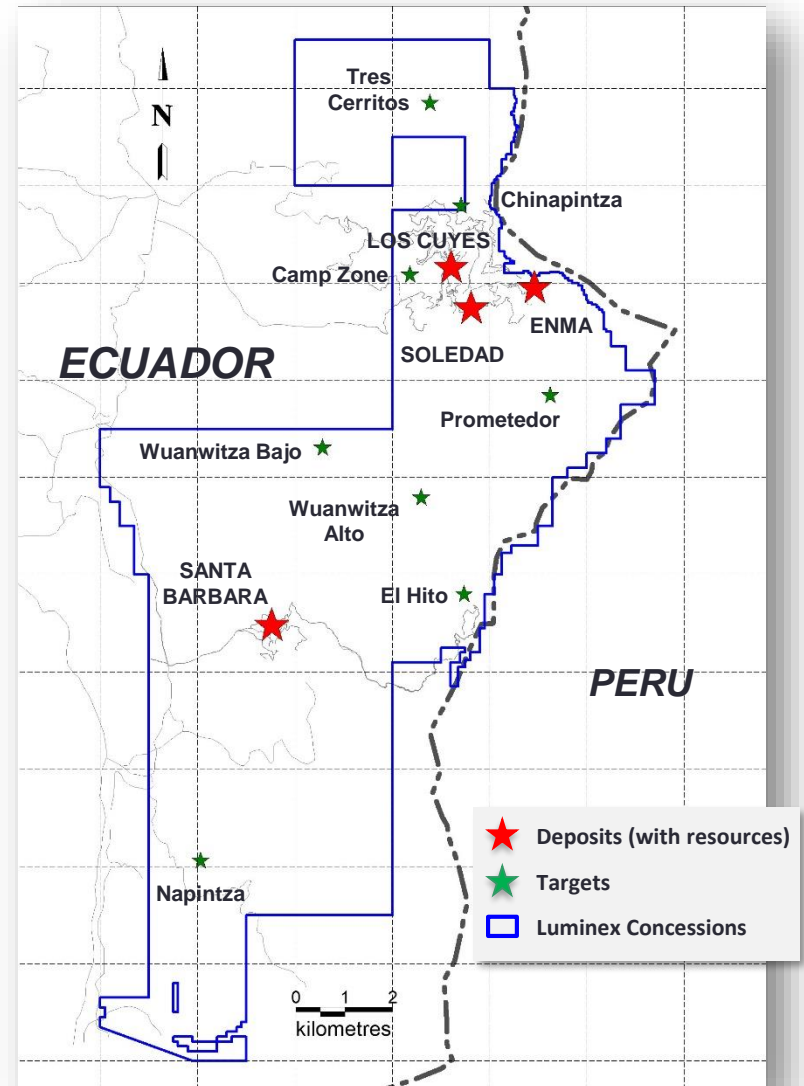 Tres
Cerritos
N
Chinapintza
LOS CUYES
Camp Zone
ENMA
SOLEDAD
ECUADOR
Prometedor
Wuanwitza Bajo
Wuanwitza
Alto
SANTA
BARBARA
El Hito
PERU
Napintza
Deposits (with resources)
Targets
Luminex Concessions
0 1 2
kilometres